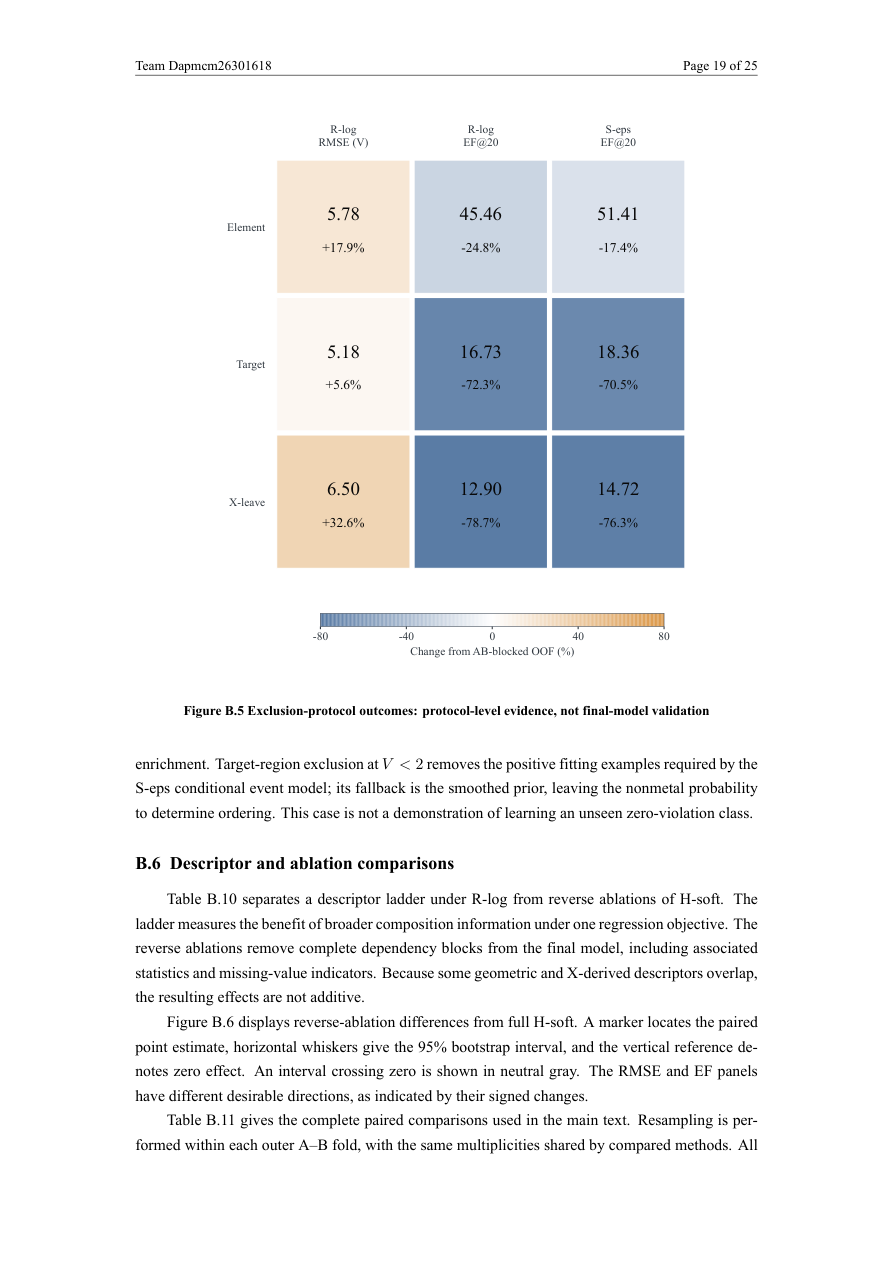 Team Dapmcm26301618 Page 19 of 25
R-log R-log S-eps
RMSE (V) EF@20 EF@20
Element 5.78 45.46 51.41
+17.9% -24.8% -17.4%
Target 5.18 16.73 18.36
+5.6% -72.3% -70.5%
X-leave 6.50 12.90 14.72
+32.6% -78.7% -76.3%
-80 -40 0 40 80
Change from AB-blocked OOF (%)
Figure B.5 Exclusion-protocol outcomes: protocol-level evidence, not final-model validation
enrichment. Target-region exclusion at V < 2 removes the positive fitting examples required by the
S-eps conditional event model; its fallback is the smoothed prior, leaving the nonmetal probability
to determine ordering. This case is not a demonstration of learning an unseen zero-violation class.
B.6 Descriptor and ablation comparisons
Table B.10 separates a descriptor ladder under R-log from reverse ablations of H-soft. The
ladder measures the benefit of broader composition information under one regression objective. The
reverse ablations remove complete dependency blocks from the final model, including associated
statistics and missing-value indicators. Because some geometric and X-derived descriptors overlap,
the resulting effects are not additive.
Figure B.6 displays reverse-ablation differences from full H-soft. A marker locates the paired
point estimate, horizontal whiskers give the 95% bootstrap interval, and the vertical reference de-
notes zero effect. An interval crossing zero is shown in neutral gray. The RMSE and EF panels
have different desirable directions, as indicated by their signed changes.
Table B.11 gives the complete paired comparisons used in the main text. Resampling is per-
formed within each outer A–B fold, with the same multiplicities shared by compared methods. All